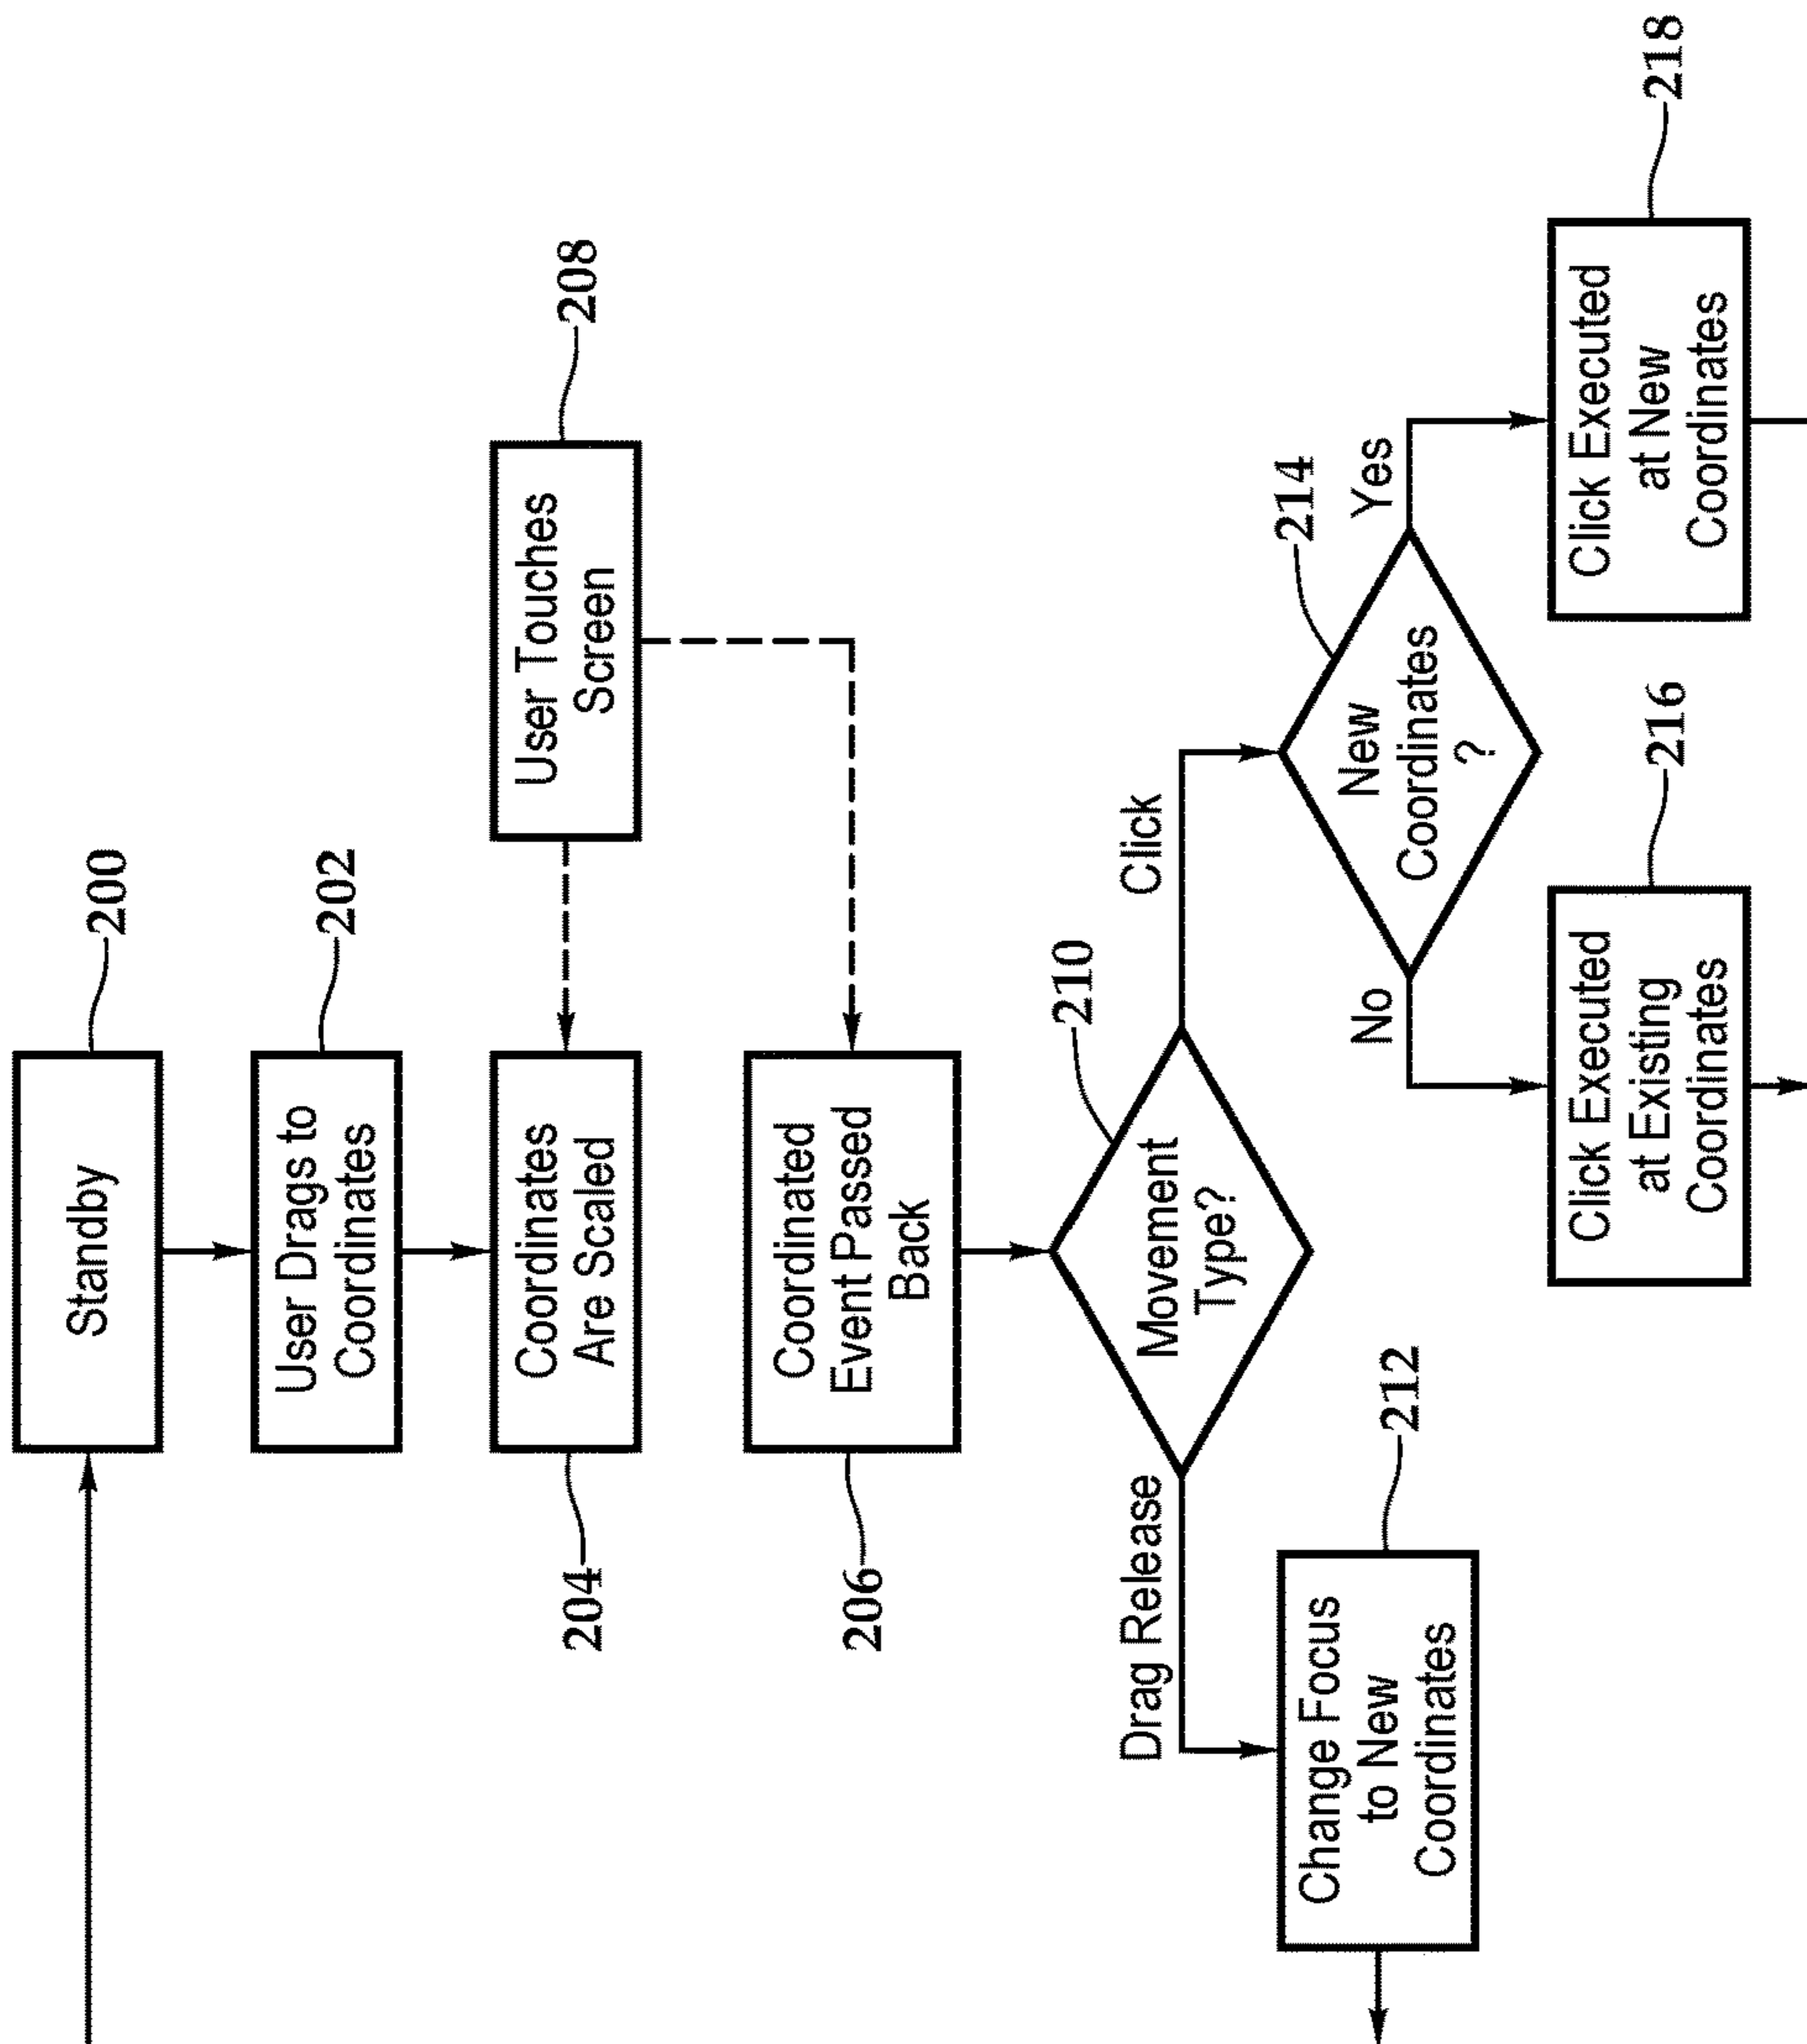 Standby
200
User Drags to
Coordinates
202
Coordinates
Are Scaled
204
User Touches
Screen
208
Coordinated
Event Passed
Back
206
Movement
Type?
210
Drag Release
Click
Change Focus
to New
Coordinates
212
New
Coordinates
?
214
No
Yes
Click Executed
at Existing
Coordinates
216
Click Executed
at New
Coordinates
218